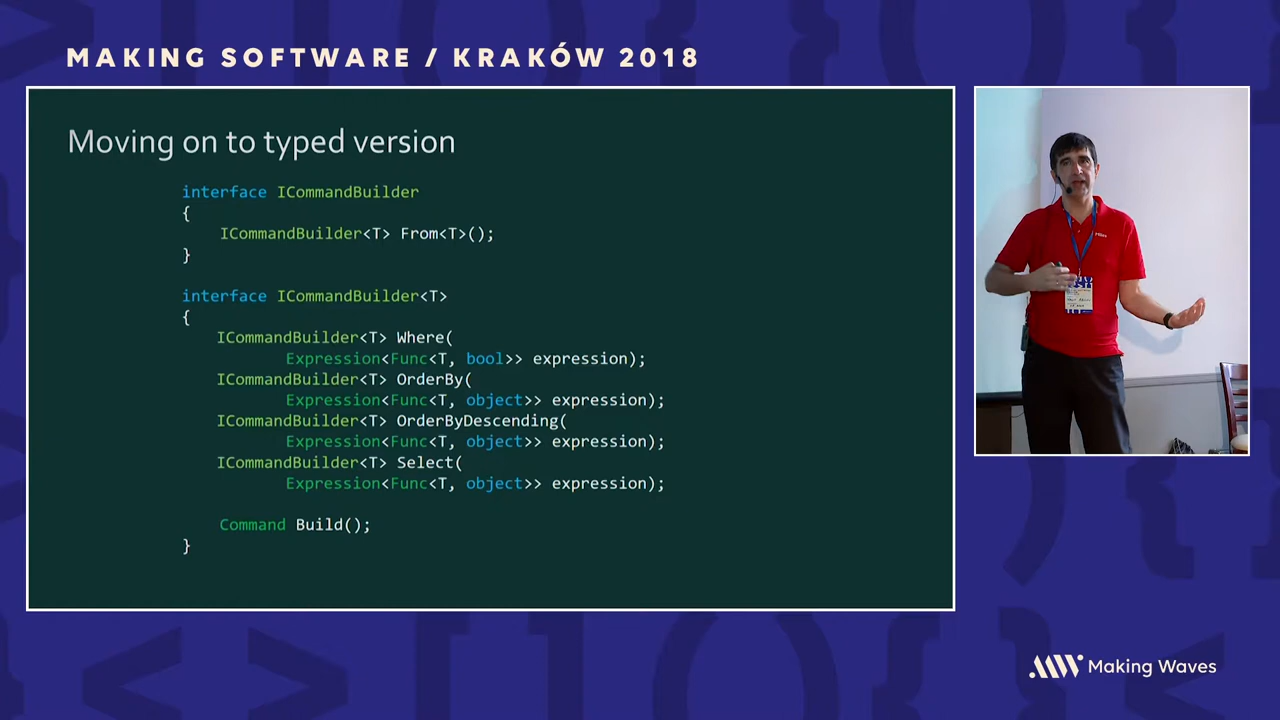 MAKING SOFTWARE / KRAKÓW 2018
Moving on to typed version
interface ICommandBuilder
{
ICommandBuilder<T> From<T>();
}
interface ICommandBuilder<T>
{
ICommandBuilder<T> Where(
Expression<Func<T, bool>> expression);
ICommandBuilder<T> OrderBy(
Expression<Func<T, object>> expression);
ICommandBuilder<T> OrderByDescending(
Expression<Func<T, object>> expression);
ICommandBuilder<T> Select(
Expression<Func<T, object>> expression);
Command Build();
}
Making Waves